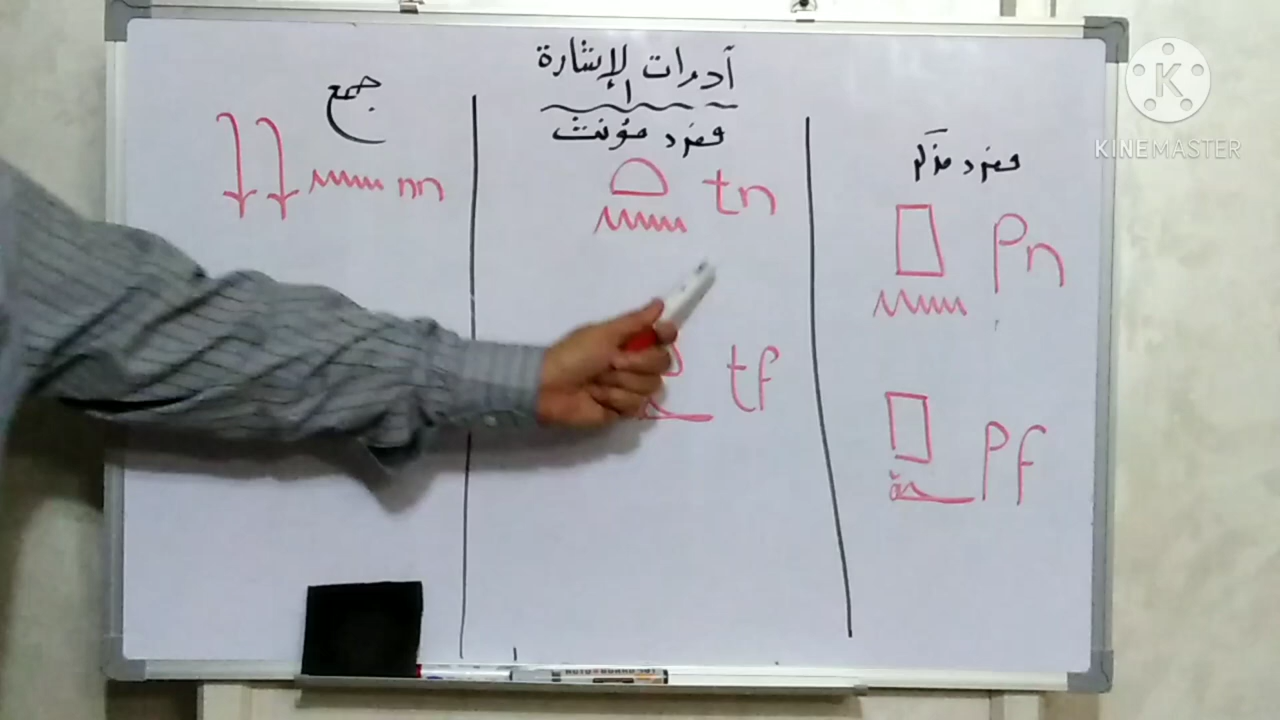 أدوات الإشارة
مفرد مذكر
pn
pf
مفرد مؤنث
tn
tf
جمع
nn
KINEMASTER